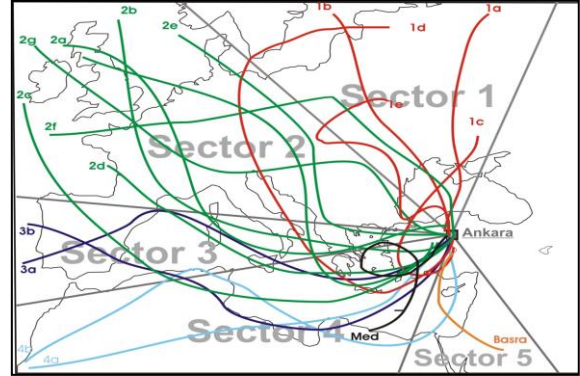 2b
1b
1a
2g
2a
2e
1d
Sector 1
1e
2c
2f
1c
Sector 2
2d
3b
Ankara
Sector 3
3a
Sector 4
Med
Basra
4b
4a
Sector 5